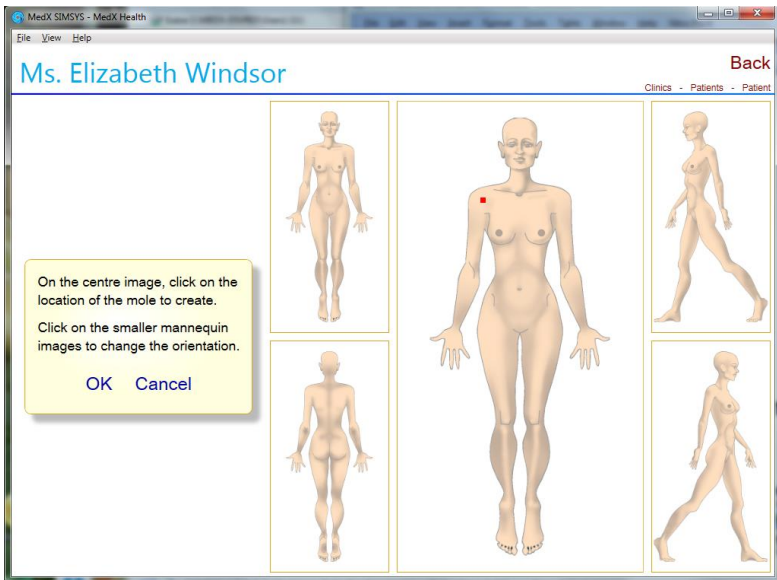 MedX SIMSYS - MedX Health
File View Help
Ms. Elizabeth Windsor
Back
Clinics - Patients - Patient
On the centre image, click on the
location of the mole to create.
Click on the smaller mannequin
images to change the orientation.
OK Cancel